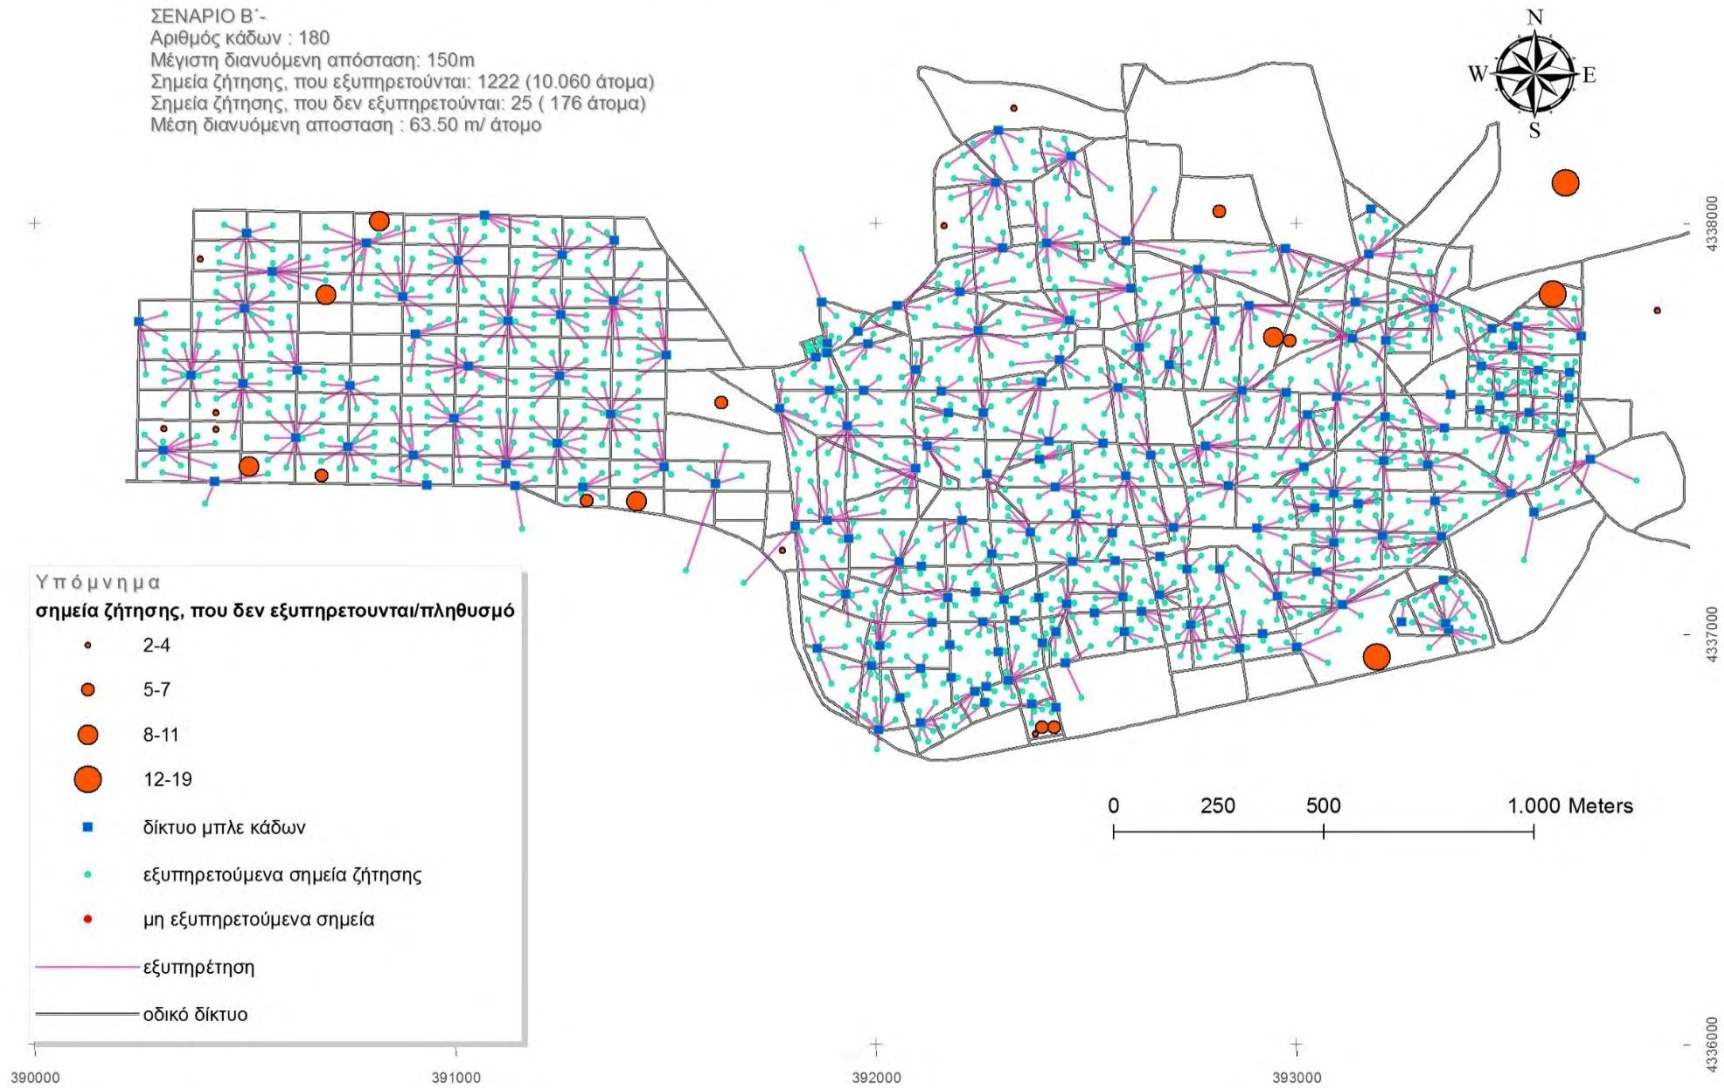 ΣΕΝΑΡΙΟ Β΄-
Αριθμός κάδων : 180
Μέγιστη διανυόμενη απόσταση: 150m
Σημεία ζήτησης, που εξυπηρετούνται: 1222 (10.060 άτομα)
Σημεία ζήτησης, που δεν εξυπηρετούνται: 25 ( 176 άτομα)
Μέση διανυόμενη αποσταση : 63.50 m/ άτομο
N
W E
S
4338000
4337000
0 250 500 1.000 Meters
Υπόμνημα
σημεία ζήτησης, που δεν εξυπηρετουνται/πληθυσμό
2-4
5-7
8-11
12-19
δίκτυο μπλε κάδων
εξυπηρετούμενα σημεία ζήτησης
μη εξυπηρετούμενα σημεία
εξυπηρέτηση
οδικό δίκτυο
4336000
390000 391000 392000 393000